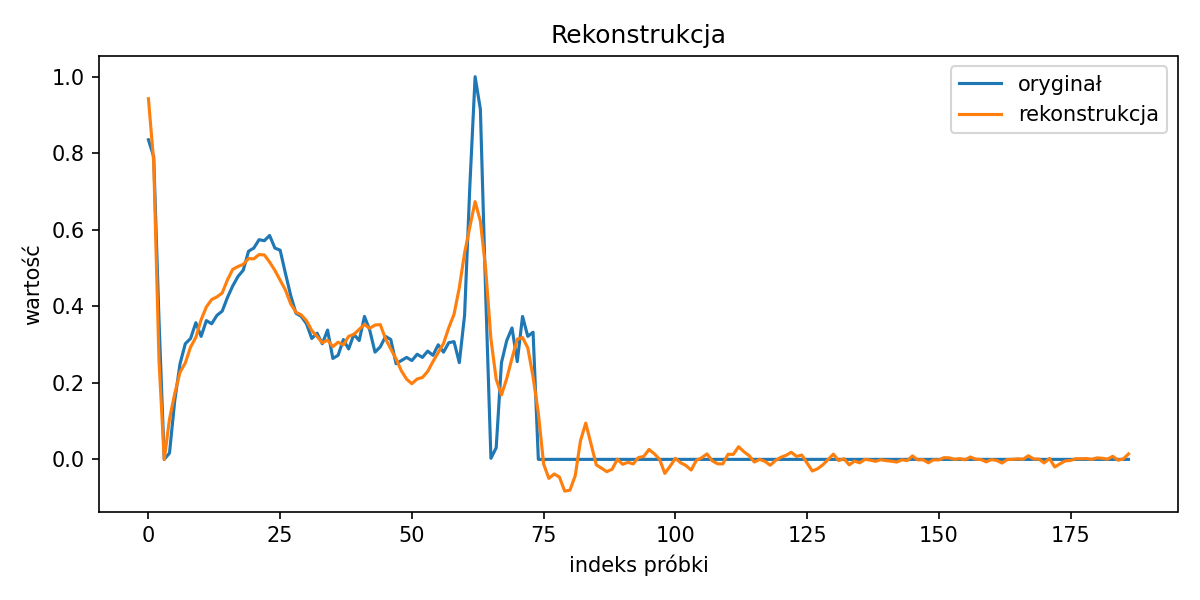 Rekonstrukcja
oryginał
rekonstrukcja
wartość
1.0
0.8
0.6
0.4
0.2
0.0
0 25 50 75 100 125 150 175
indeks próbki